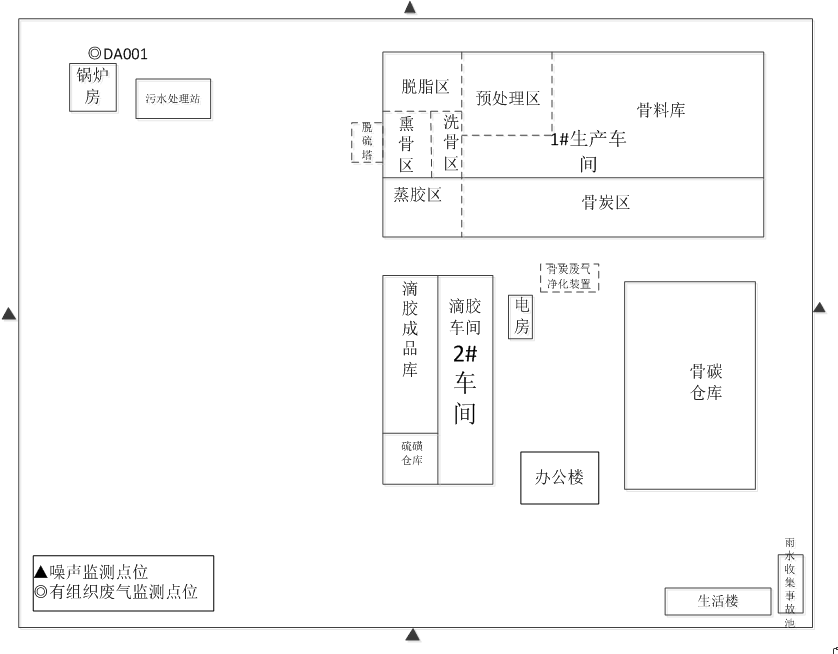 ◎DA001
锅炉
房
污水处理站
脱脂区
预处理区
骨料库
脱
硫
塔
熏
骨
区
洗
骨
区
1#生产车
间
蒸胶区
骨炭区
骨炭废气
净化装置
滴
胶
成
品
库
滴胶
车间
2#
车
间
电
房
骨碳
仓库
硫磺
仓库
办公楼
▲噪声监测点位
◎有组织废气监测点位
生活楼
雨
水
收
集
事
故
池